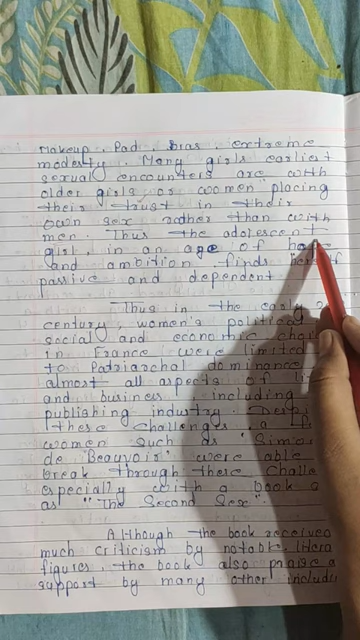 Makeup, Pad, bias, extreme
modesty. Many girls earliest
sexual encounters are with
older girls or women "placing
their trust in their
own sex rather than with
men. Thus the adolescent
girl, in an age of
and ambition finds
passive and dependent
Thus in the early
century, women's political
social and economic
in France were limited
to Patriarchal dominance
almost all aspects of
and business, including
publishing industry.
these challenges, a
women such as "
de Beauvoir" were able
break through these
especially with a book
as "The Second Sex"
Although the book
much criticism by
figures, the book also
support by many other